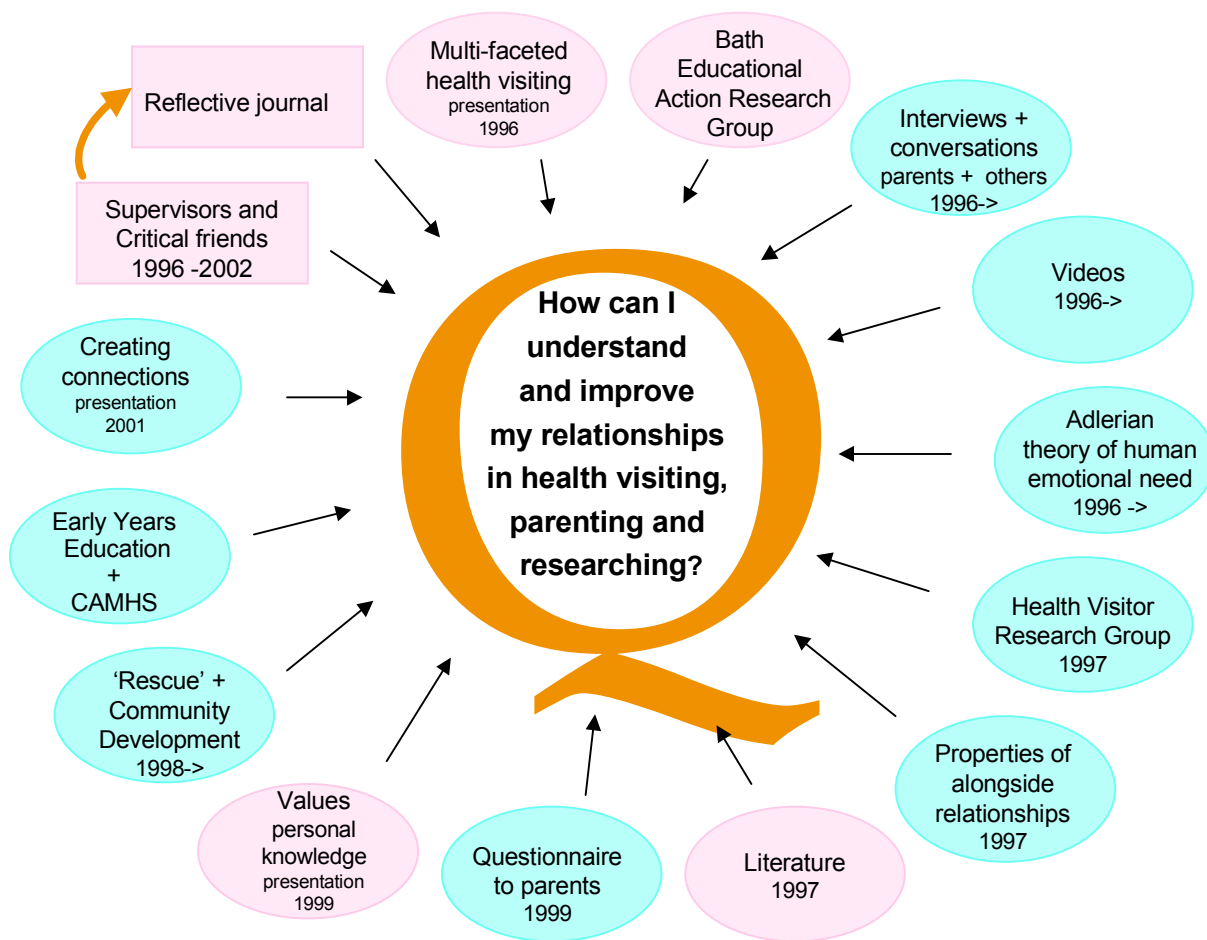 Reflective journal
Multi-faceted
health visiting
presentation
1996
Bath
Educational
Action Research
Group
Interviews +
conversations
parents + others
1996->
Supervisors and
Critical friends
1996 -2002
Videos
1996->
Creating
connections
presentation
2001
Q
How can I
understand
and improve
my relationships
in health visiting,
parenting and
researching?
Adlerian
theory of human
emotional need
1996 ->
Early Years
Education
+
CAMHS
Health Visitor
Research Group
1997
'Rescue' +
Community
Development
1998->
Properties of
alongside
relationships
1997
Values
personal
knowledge
presentation
1999
Questionnaire
to parents
1999
Literature
1997